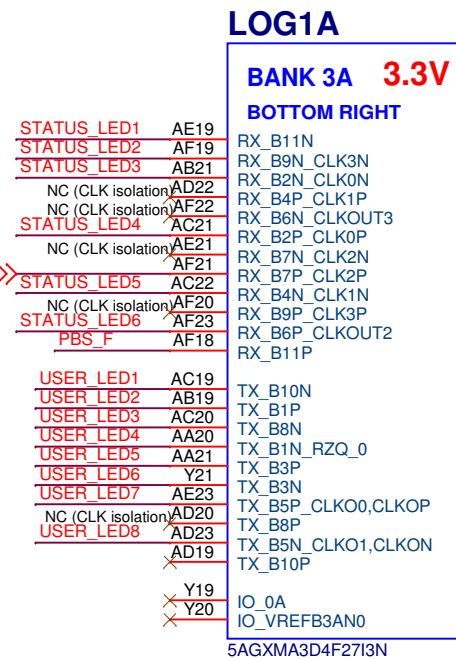 LOG1A
BANK 3A 3.3V
BOTTOM RIGHT
STATUS_LED1 AE19 RX_B11N
STATUS_LED2 AF19 RX_B9N_CLK3N
STATUS_LED3 AB21 RX_B2N_CLK0N
NC (CLK isolation) AD22 RX_B4P_CLK1P
NC (CLK isolation) AF22 RX_B6N_CLKOUT3
STATUS_LED4 AC21 RX_B2P_CLK0P
NC (CLK isolation) AE21 RX_B7N_CLK2N
AF21 RX_B7P_CLK2P
STATUS_LED5 AC22 RX_B4N_CLK1N
NC (CLK isolation) AF20 RX_B9P_CLK3P
STATUS_LED6 AF23 RX_B6P_CLKOUT2
PBS_F AF18 RX_B11P
USER_LED1 AC19 TX_B10N
USER_LED2 AB19 TX_B1P
USER_LED3 AC20 TX_B8N
USER_LED4 AA20 TX_B1N_RZQ_0
USER_LED5 AA21 TX_B3P
USER_LED6 Y21 TX_B3N
USER_LED7 AE23 TX_B5P_CLKO0,CLKOP
NC (CLK isolation) AD20 TX_B8P
USER_LED8 AD23 TX_B5N_CLKO1,CLKON
AD19 TX_B10P
Y19 IO_0A
Y20 IO_VREFB3AN0
5AGXMA3D4F27I3N